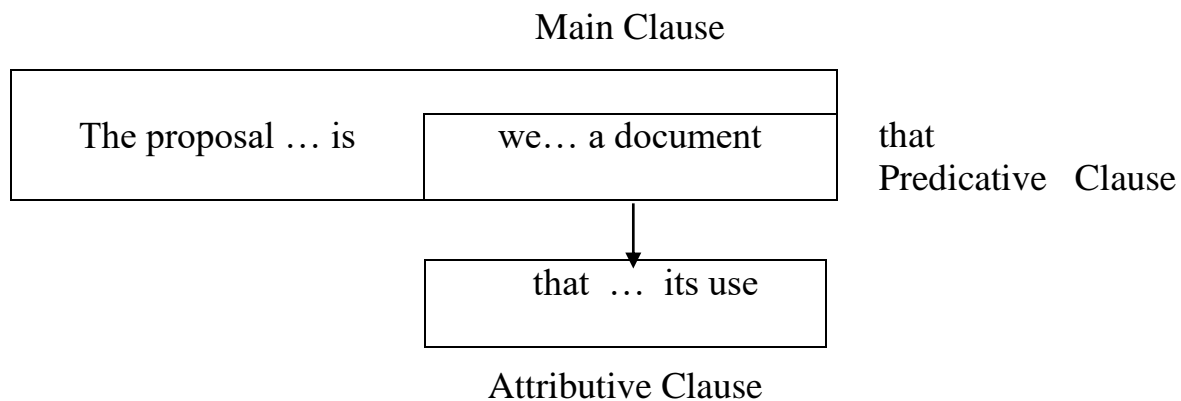 Main Clause
The proposal … is we… a document that
Predicative Clause
that … its use
Attributive Clause